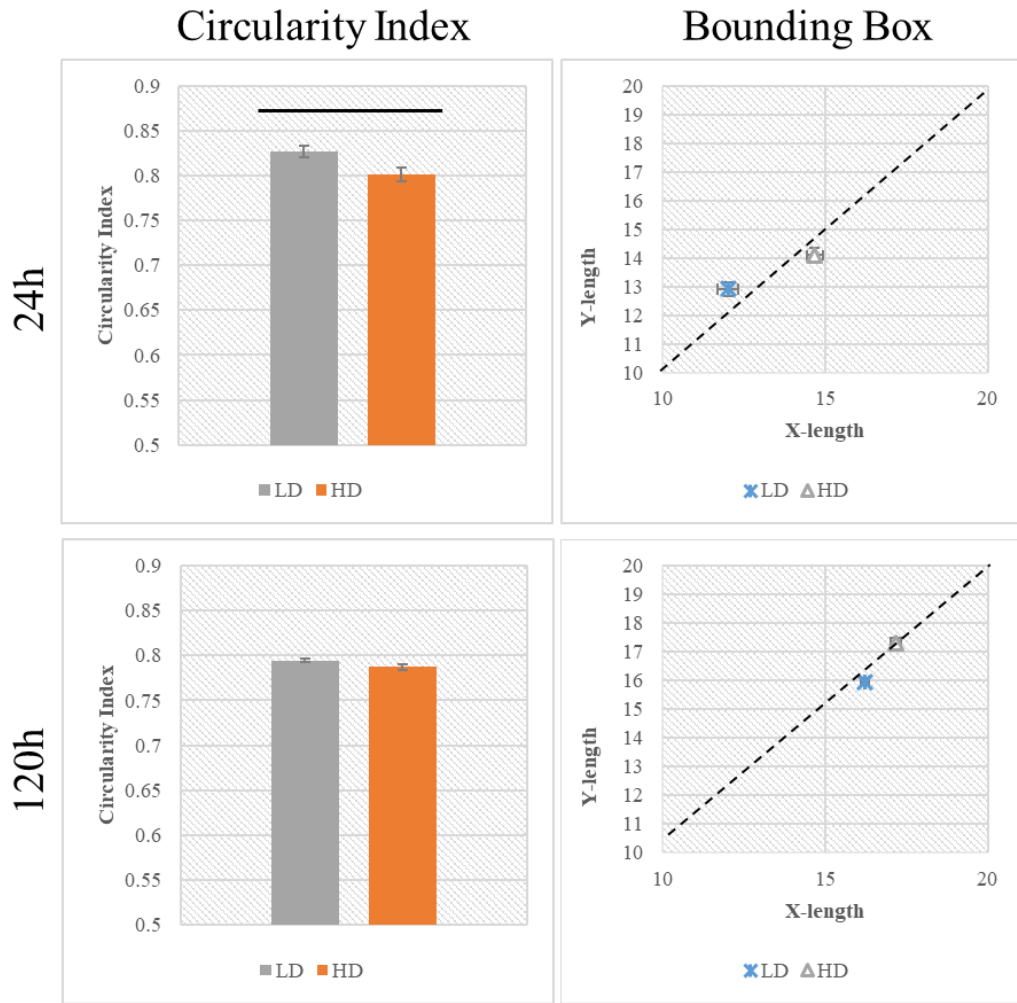 Circularity Index
Bounding Box
24h
Circularity Index
0.9
0.85
0.8
0.75
0.7
0.65
0.6
0.55
0.5
LD HD
Y-length
20
19
18
17
16
15
14
13
12
11
10
10 15 20
X-length
LD HD
120h
Circularity Index
0.9
0.85
0.8
0.75
0.7
0.65
0.6
0.55
0.5
LD HD
Y-length
20
19
18
17
16
15
14
13
12
11
10
10 15 20
X-length
LD HD